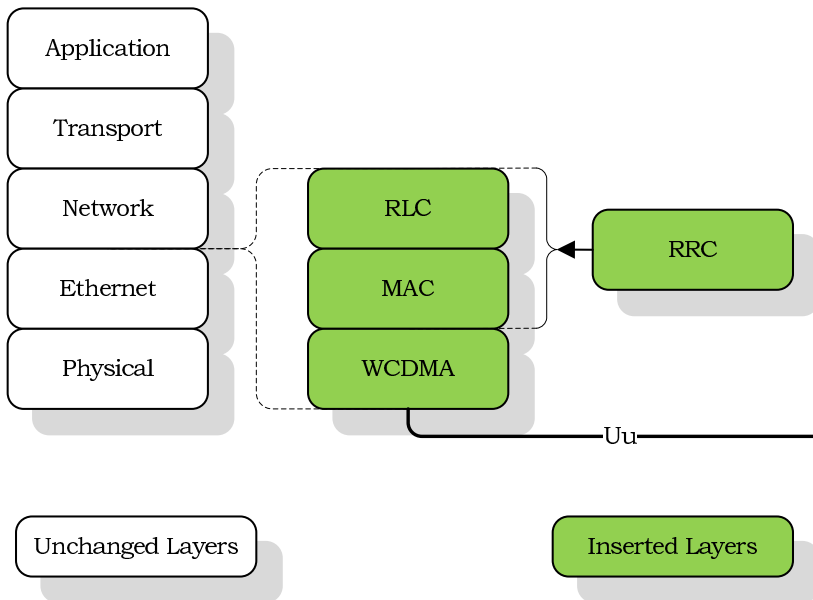 Application
Transport
Network
Ethernet
Physical
RLC
MAC
WCDMA
RRC
Uu
Unchanged Layers
Inserted Layers